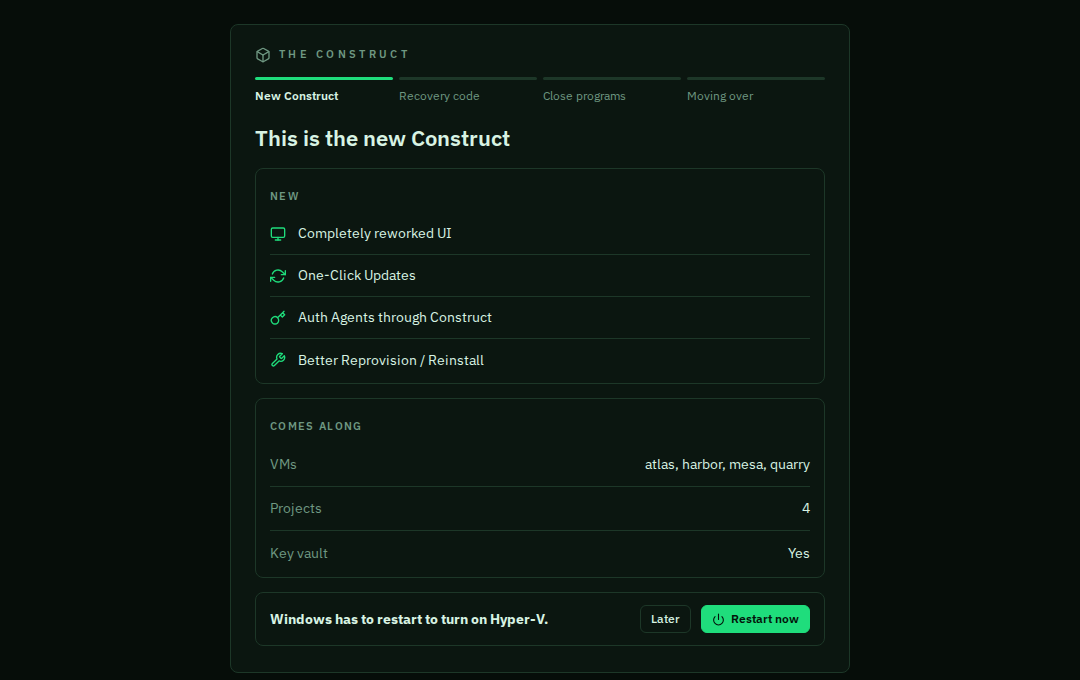 THE CONSTRUCT
New Construct
Recovery code
Close programs
Moving over
This is the new Construct
NEW
Completely reworked UI
One-Click Updates
Auth Agents through Construct
Better Reprovision / Reinstall
COMES ALONG
VMs atlas, harbor, mesa, quarry
Projects 4
Key vault Yes
Windows has to restart to turn on Hyper-V.
Later
Restart now